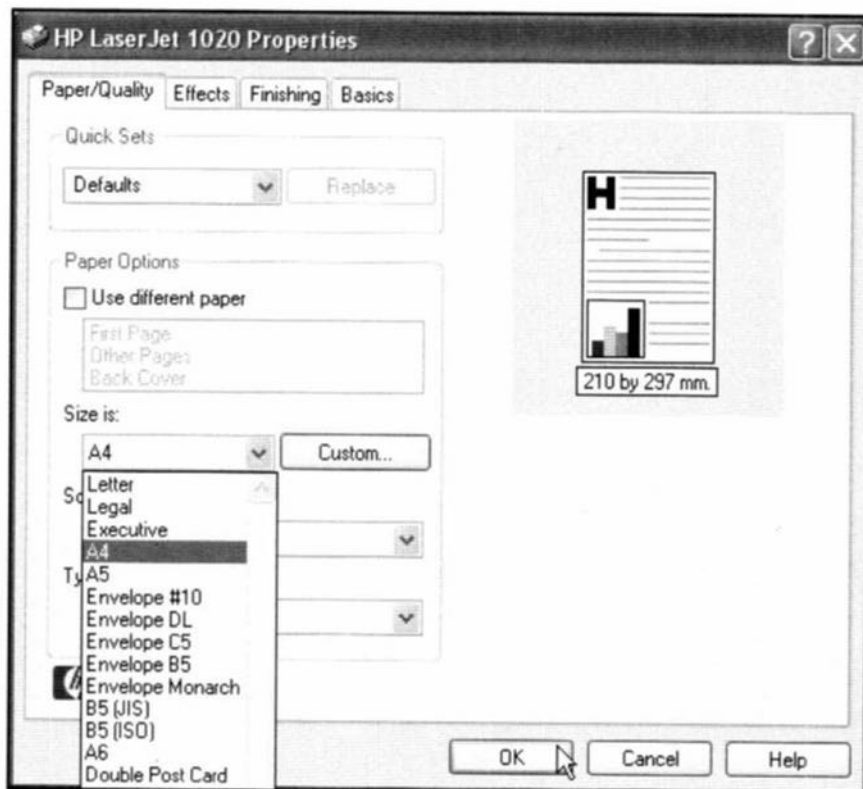 HP LaserJet 1020 Properties
Paper/Quality Effects Finishing Basics
Quick Sets
Defaults Replace
Paper Options
Use different paper
First Page
Other Pages
Back Cover
H
210 by 297 mm.
Size is:
A4 Custom...
Letter
Legal
Executive
A4
A5
Envelope #10
Envelope DL
Envelope C5
Envelope B5
Envelope Monarch
B5 (JIS)
B5 (ISO)
A6
Double Post Card
OK Cancel Help